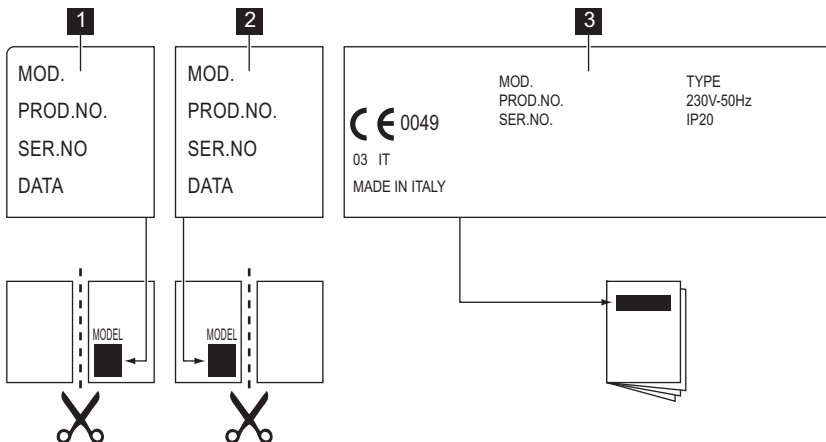 1
MOD.
PROD.NO.
SER.NO
DATA
MODEL
2
MOD.
PROD.NO.
SER.NO
DATA
MODEL
3
CE 0049
03 IT
MADE IN ITALY
MOD.
PROD.NO.
SER.NO.
TYPE
230V-50Hz
IP20